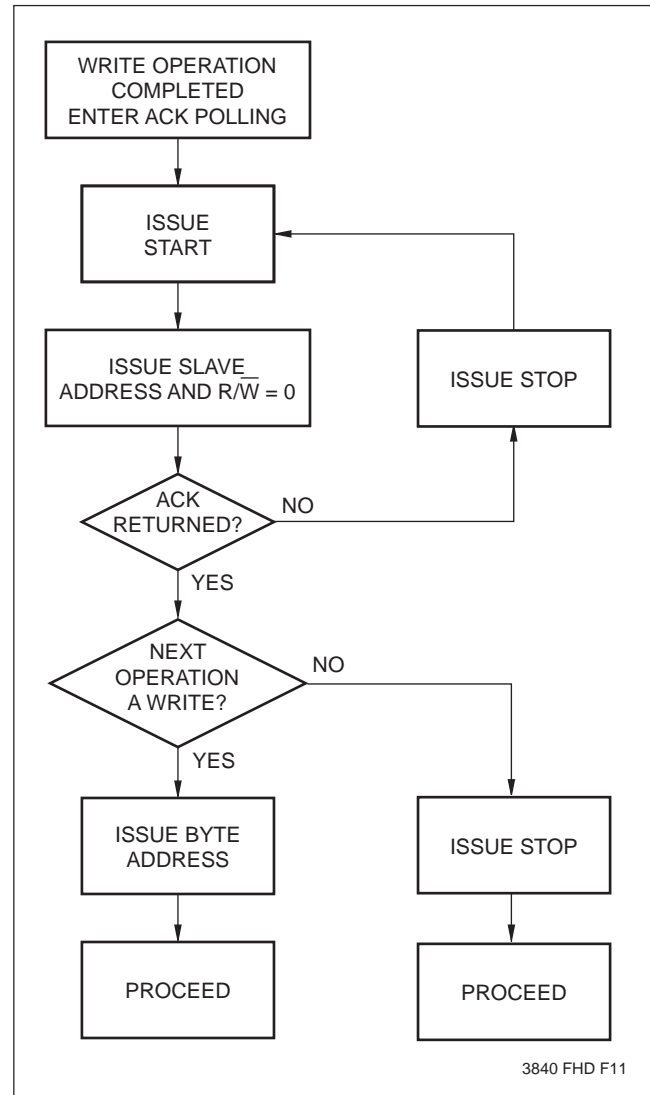 WRITE OPERATION
COMPLETED
ENTER ACK POLLING
ISSUE
START
ISSUE SLAVE
ADDRESS AND R/W̅ = 0
ISSUE STOP
ACK
RETURNED?
NO
YES
NEXT
OPERATION
A WRITE?
NO
YES
ISSUE BYTE
ADDRESS
ISSUE STOP
PROCEED
PROCEED
3840 FHD F11